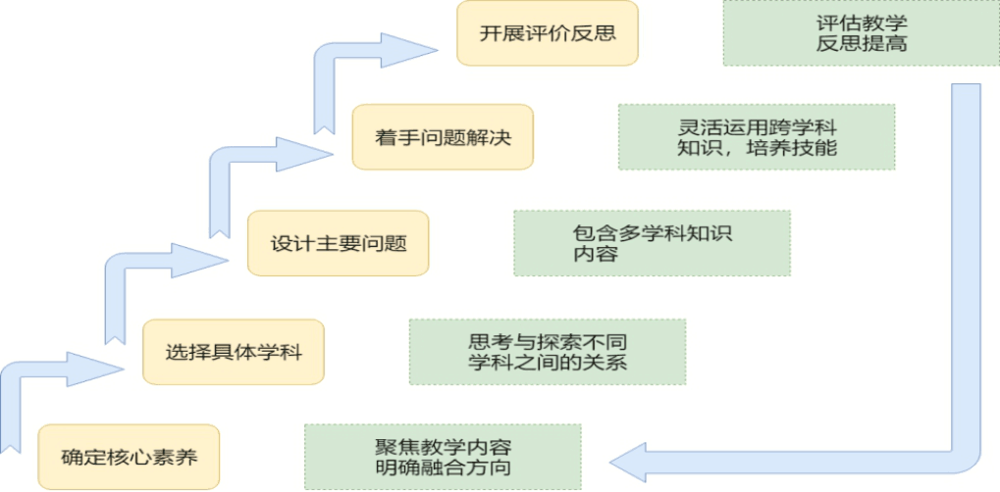 开展评价反思
评估教学
反思提高
着手问题解决
灵活运用跨学科
知识，培养技能
设计主要问题
包含多学科知识
内容
选择具体学科
思考与探索不同
学科之间的关系
确定核心素养
聚焦教学内容
明确融合方向